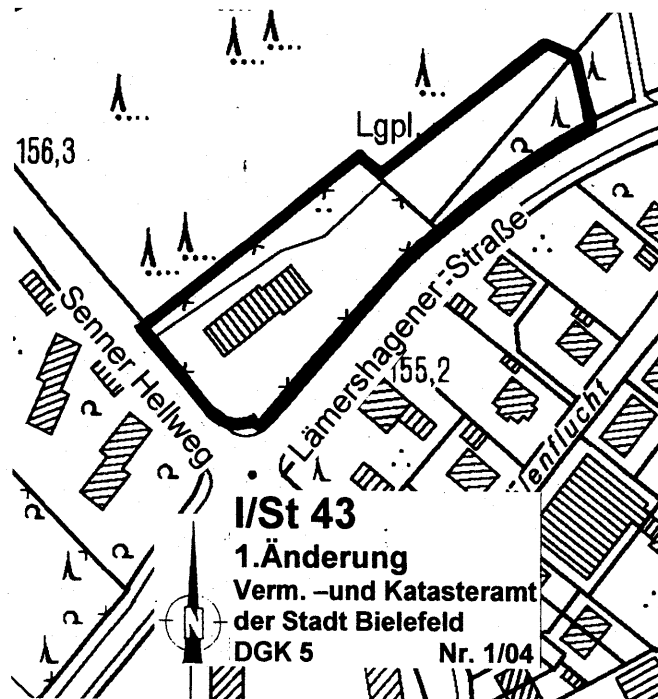 Lgpl.
156,3
Senner Hellweg
Lämershagener-Straße
155,2
enflucht
I/St 43
1.Änderung
Verm. –und Katasteramt
der Stadt Bielefeld
DGK 5 Nr. 1/04
N